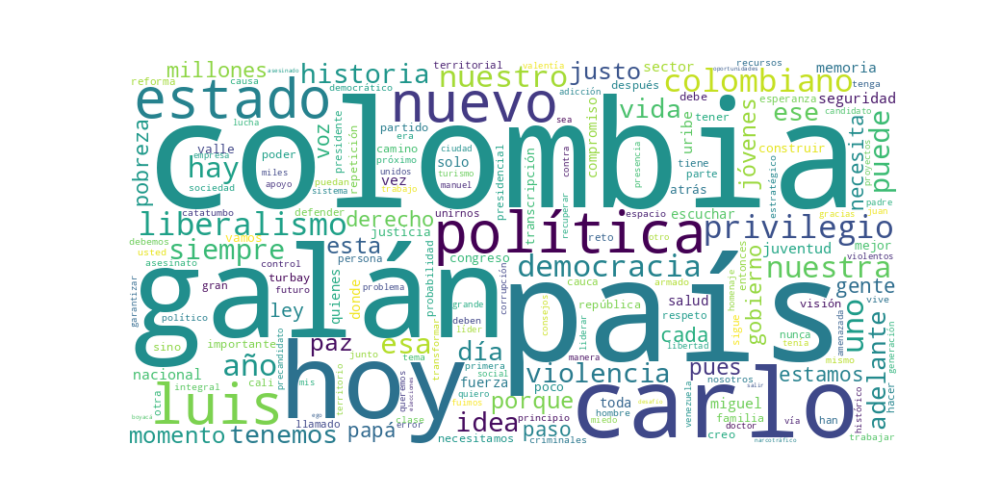 colombia
galán
país
hoy
carlo
política
estado
nuevo
luis
liberalismo
privilegio
democracia
violencia
colombiano
nuestro
nuestra
historia
justo
millones
hay
ese
vida
puede
siempre
derecho
está
voz
pobreza
jóvenes
necesita
uno
adelante
gente
gobierno
cada
estamos
pues
porque
idea
paso
día
esa
paz
ley
año
momento
tenemos
papá
nacional
quienes
donde
justicia
congreso
compromiso
uribe
sector
seguridad
memoria
territorial
valentía
después
recursos
oportunidades
tenga
candidato
proyectos
esperanza
debe
construir
tiene
parte
atrás
escuchar
juventud
mejor
padre
juan
gracias
estratégico
violentos
visión
vive
salud
respeto
república
cauca
espacio
otro
reto
recuperar
presencia
contra
sea
adicción
transcripción
presidencial
ciudad
turismo
manuel
trabajo
solo
unidos
próximo
camino
era
partido
democrático
presidente
repetición
puedan
sistema
poder
apoyo
miles
vez
lucha
causa
asesinado
reforma
valle
empresa
sociedad
catatumbo
defender
unirnos
vamos
debemos
usted
asesinato
control
persona
turbay
gran
futuro
problema
garantizar
político
sino
importante
precandidato
integral
cali
mis
otra
boyacá
junto
tema
transformar
líder
grande
deben
probabilidad
corrupción
consejos
armado
libertad
liderar
manera
primera
social
quiero
fuerza
queremos
elecciones
territorio
clase
fuimos
error
llamado
ego
necesitamos
criminales
principio
poco
toda
hombre
miedo
desafío
venezuela
familia
miguel
nosotros
salir
doctor
creo
narcotráfico
vía
han
histórico
hacer
trabajar
generación
mismo
tenía
nunca
amenazada
entonces
homenaje
sigue